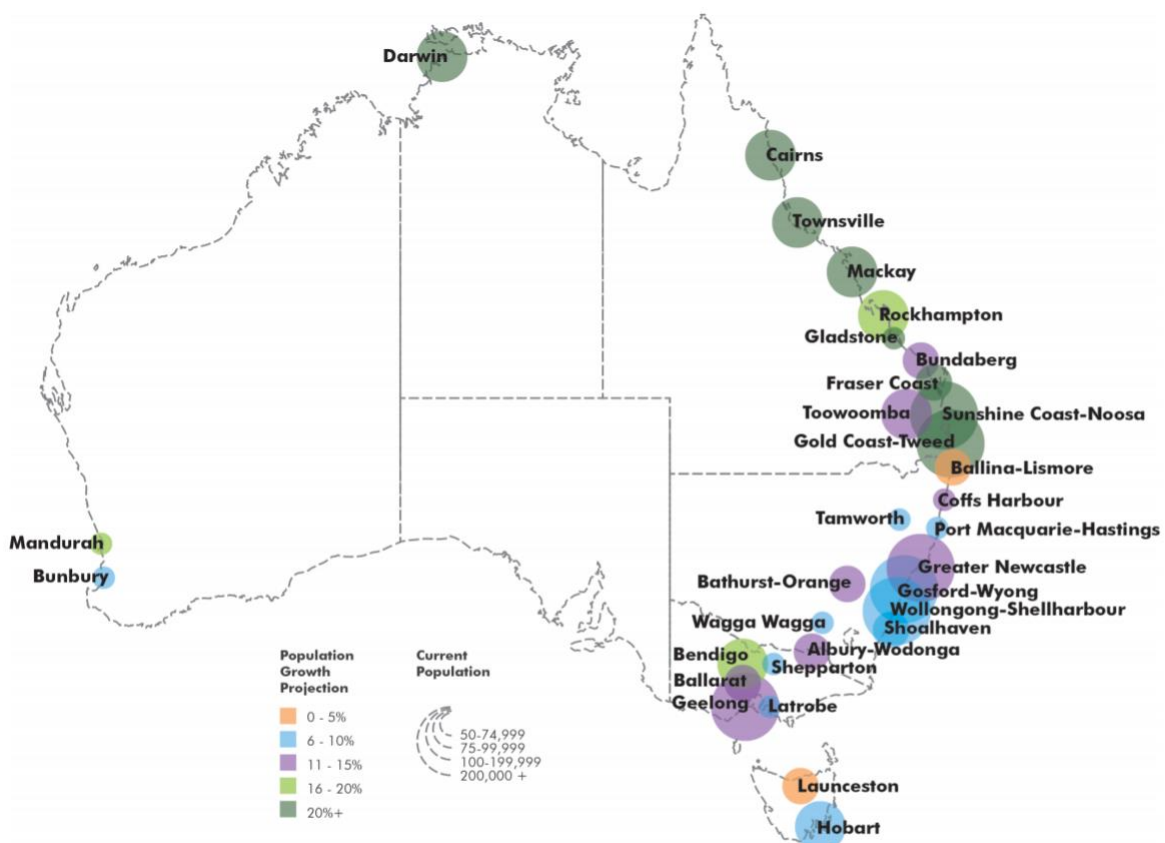 Darwin
Cairns
Townsville
Mackay
Rockhampton
Gladstone
Bundaberg
Fraser Coast
Toowoomba
Sunshine Coast-Noosa
Gold Coast-Tweed
Ballina-Lismore
Coffs Harbour
Tamworth
Port Macquarie-Hastings
Mandurah
Bunbury
Greater Newcastle
Bathurst-Orange
Gosford-Wyong
Wollongong-Shellharbour
Wagga Wagga
Shoalhaven
Albury-Wodonga
Bendigo
Shepparton
Ballarat
Geelong
Latrobe
Launceston
Hobart
Population
Growth
Projection
0 - 5%
6 - 10%
11 - 15%
16 - 20%
20%+
Current
Population
50-74,999
75-99,999
100-199,999
200,000 +